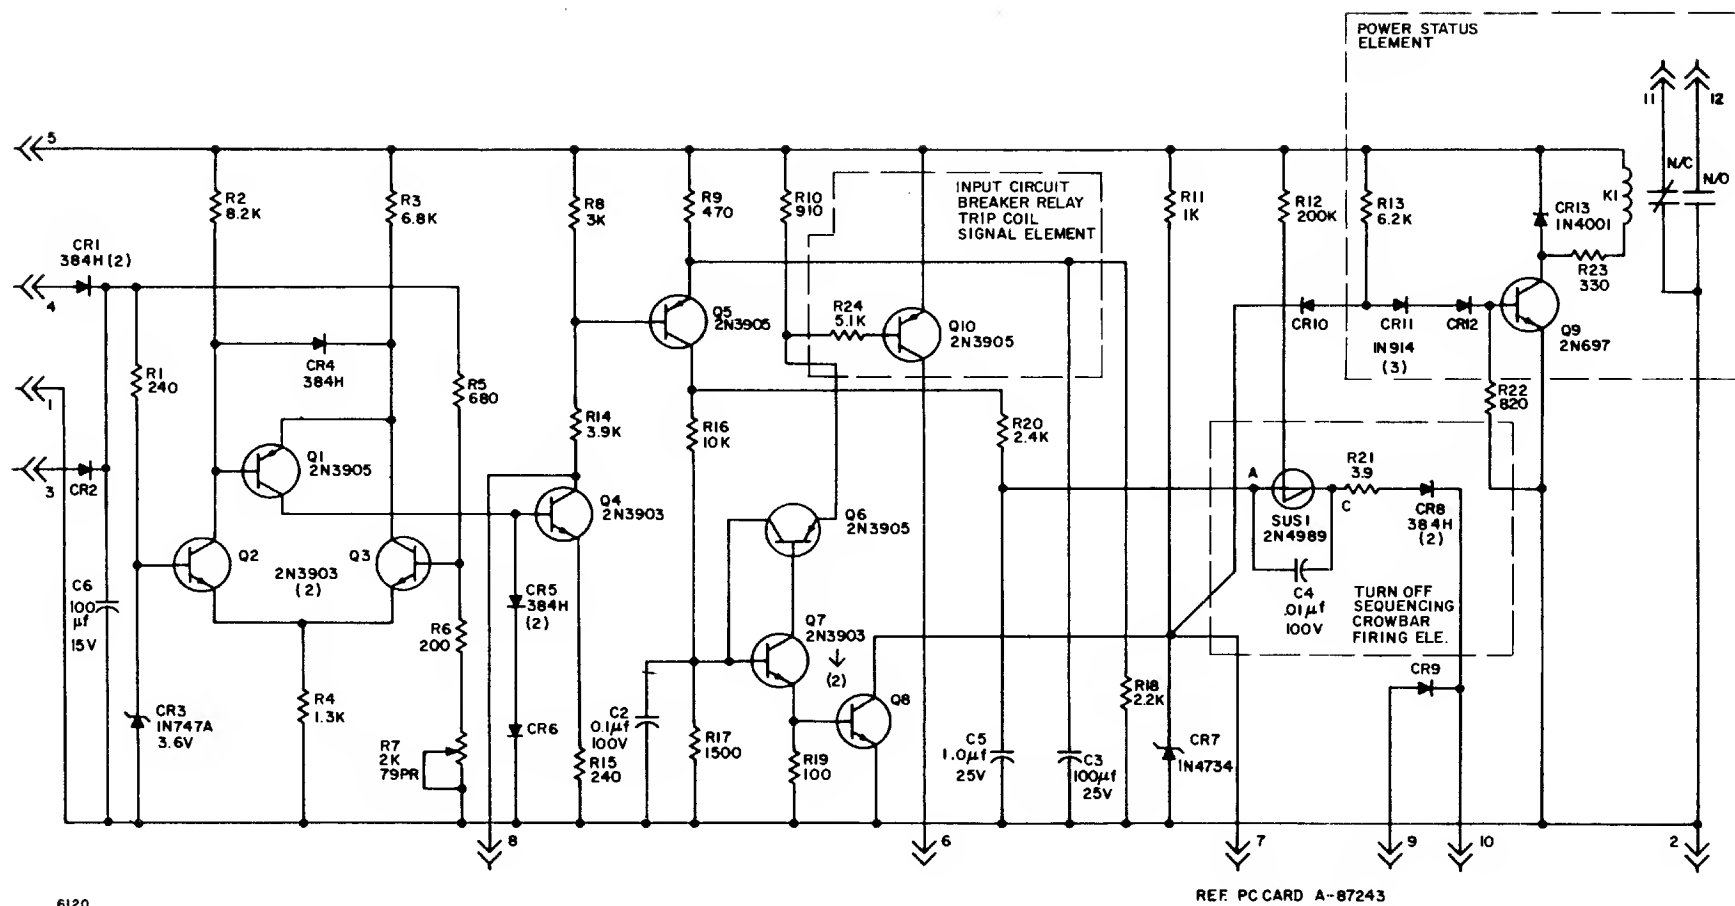 POWER STATUS
ELEMENT
11
12
5
N/C
N/O
R2
8.2K
R3
6.8K
R8
3K
R9
470
R10
910
INPUT CIRCUIT
BREAKER RELAY
TRIP COIL
SIGNAL ELEMENT
R11
1K
R12
200K
R13
6.2K
K1
CR13
1N4001
CR1
384H (2)
4
R23
330
Q5
2N3905
R24
5.1K
Q10
2N3905
CR10
CR11
CR12
1N914
(3)
Q9
2N697
CR4
384H
R1
240
R5
680
1
R14
3.9K
R16
10K
R20
2.4K
R22
820
3
CR2
Q1
2N3905
Q4
2N3903
A
R21
3.9
C
SUS1
2N4989
CR8
384H
(2)
Q6
2N3905
Q2
Q3
2N3903
(2)
C6
100
µf
15V
CR5
384H
(2)
C4
.01µf
100V
TURN OFF
SEQUENCING
CROWBAR
FIRING ELE.
R6
200
Q7
2N3903
(2)
CR9
R4
1.3K
Q8
R18
2.2K
CR3
1N747A
3.6V
CR6
C2
0.1µf
100V
R7
2K
79PR
R15
240
R17
1500
R19
100
C5
1.0µf
25V
C3
100µf
25V
CR7
1N4734
8
6
7
9
10
2
REF. PC CARD A-87243
6120